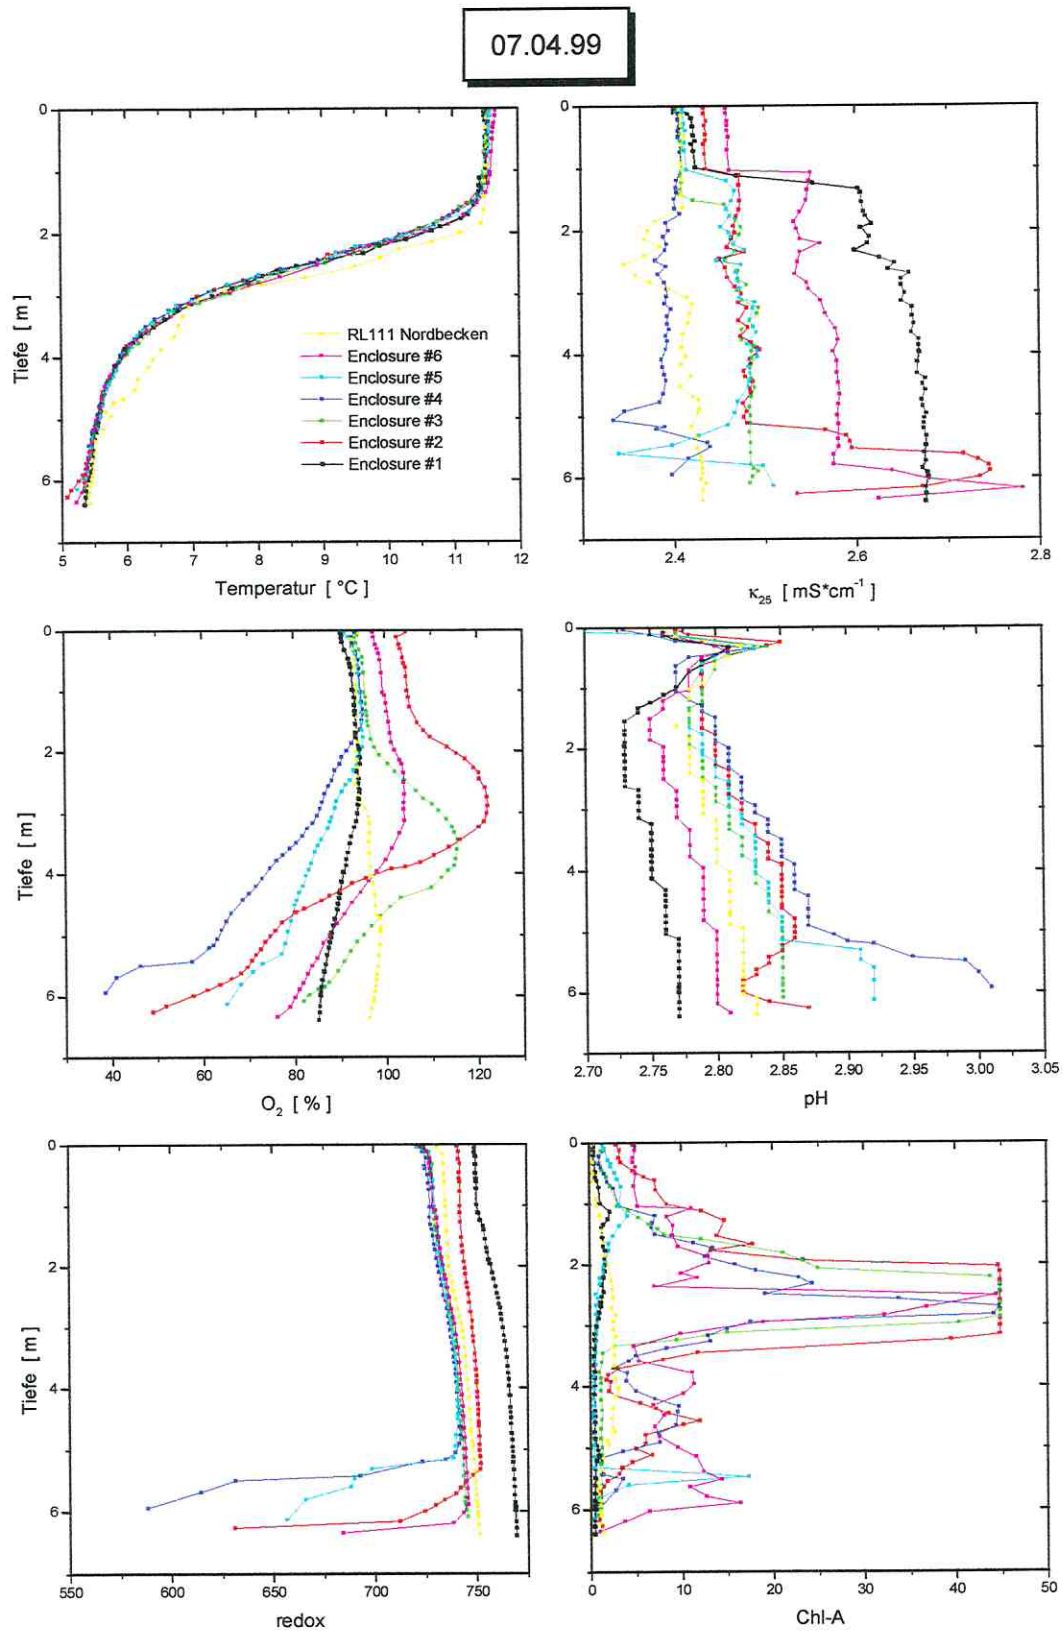 07.04.99
0
2
4
6
Tiefe [ m ]
RL111 Nordbecken
Enclosure #6
Enclosure #5
Enclosure #4
Enclosure #3
Enclosure #2
Enclosure #1
5 6 7 8 9 10 11 12
Temperatur [ °C ]
0
2
4
6
2.4 2.6 2.8
κ25 [ mS*cm-1 ]
0
2
4
6
Tiefe [ m ]
40 60 80 100 120
O2 [ % ]
0
2
4
6
2.70 2.75 2.80 2.85 2.90 2.95 3.00 3.05
pH
0
2
4
6
Tiefe [ m ]
550 600 650 700 750
redox
0
2
4
6
0 10 20 30 40 50
Chl-A